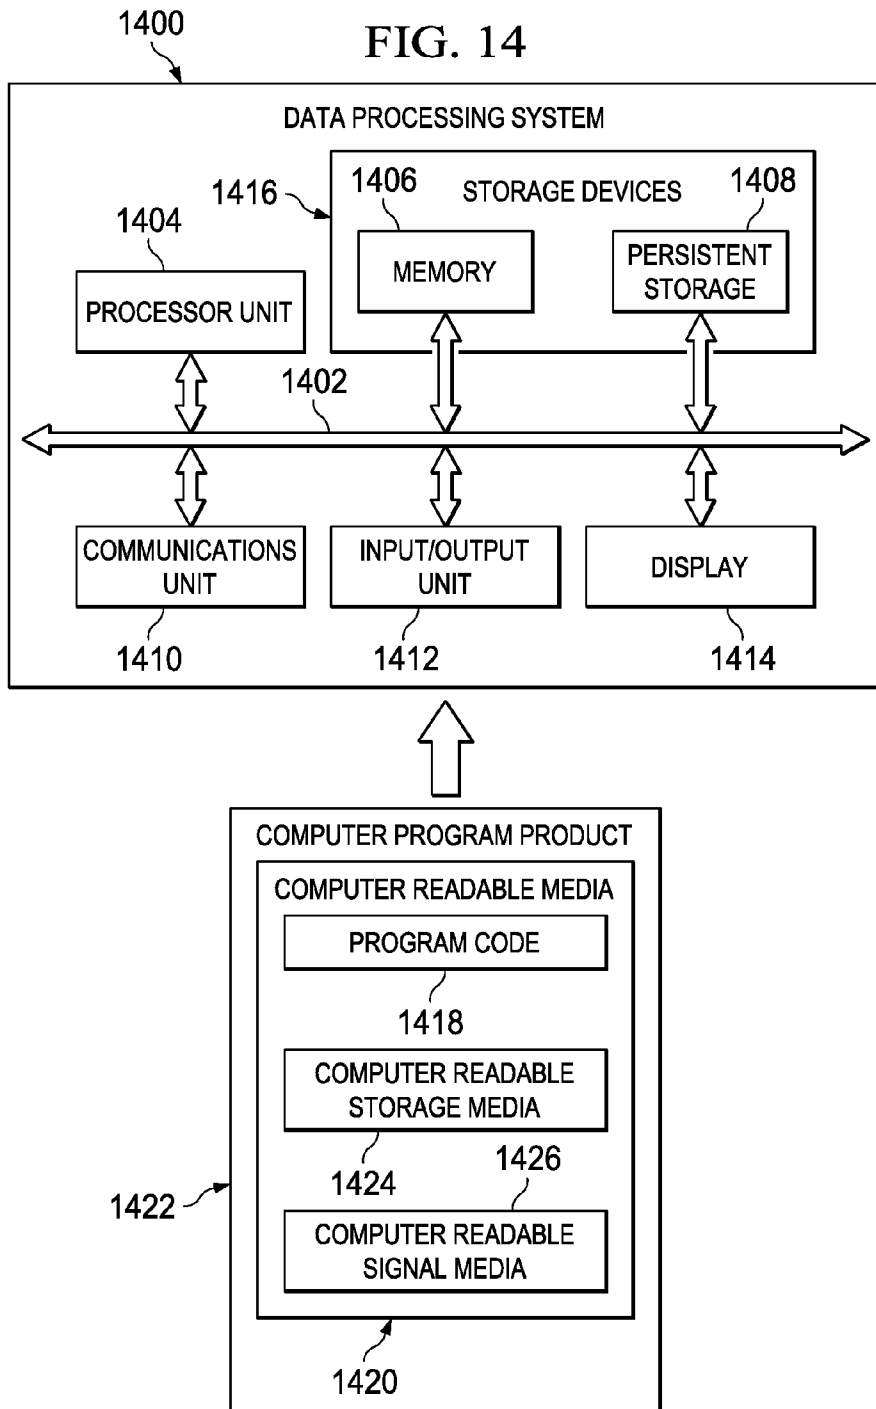 FIG. 14
1400
DATA PROCESSING SYSTEM
1416
1406
STORAGE DEVICES
1408
1404
MEMORY
PERSISTENT
STORAGE
PROCESSOR UNIT
1402
COMMUNICATIONS
UNIT
INPUT/OUTPUT
UNIT
DISPLAY
1410
1412
1414
COMPUTER PROGRAM PRODUCT
COMPUTER READABLE MEDIA
PROGRAM CODE
1418
COMPUTER READABLE
STORAGE MEDIA
1424
1426
1422
COMPUTER READABLE
SIGNAL MEDIA
1420